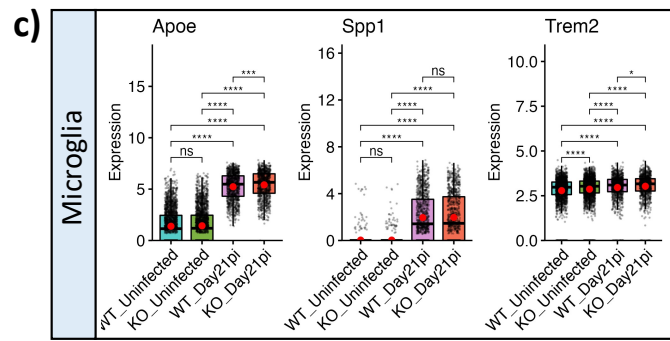 c)
Microglia
Apoe
Expression
15
10
5
0
***
****
****
****
****
ns
WT_Uninfected
KO_Uninfected
WT_Day21pi
KO_Day21pi
Spp1
Expression
16
12
8
4
0
ns
****
****
****
****
ns
WT_Uninfected
KO_Uninfected
WT_Day21pi
KO_Day21pi
Trem2
Expression
10.0
7.5
5.0
2.5
0.0
*
****
****
****
****
****
WT_Uninfected
KO_Uninfected
WT_Day21pi
KO_Day21pi